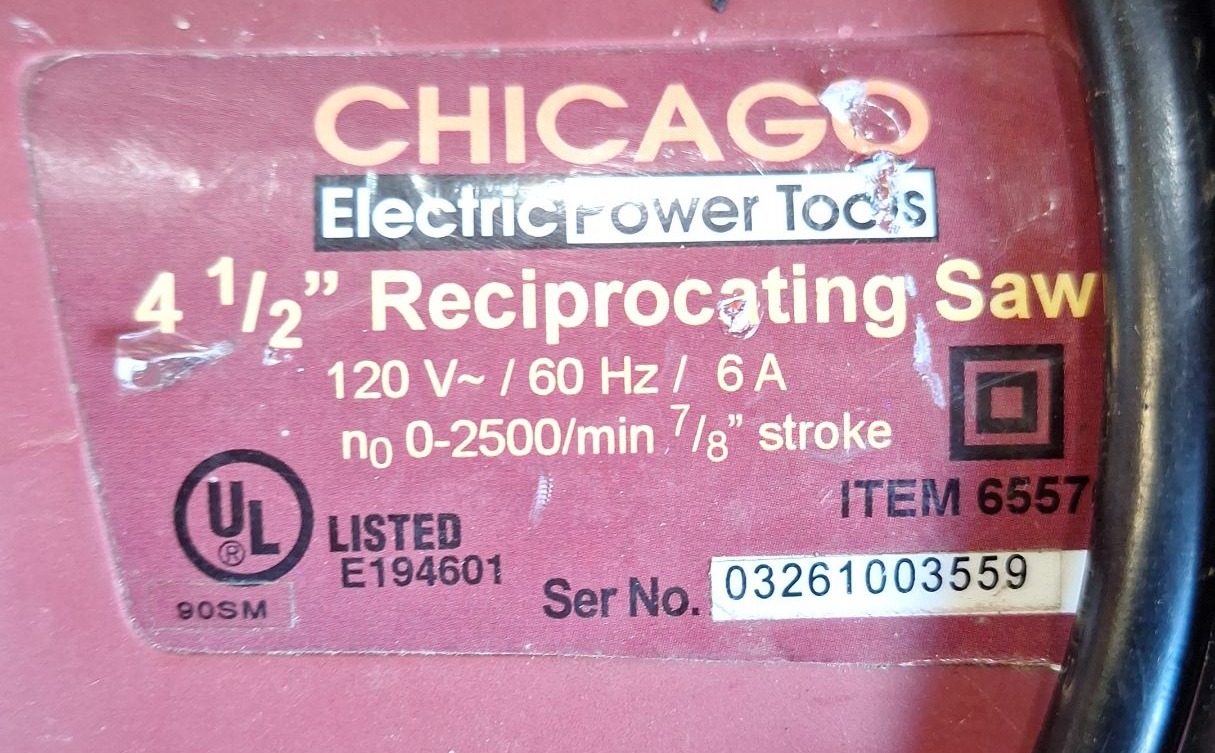 CHICAGO
Electric Power Tools
4 1/2” Reciprocating Saw
120 V~ / 60 Hz / 6 A
n₀ 0-2500/min 7/8” stroke
UL ®
LISTED
E194601
90SM
ITEM 6557
Ser No. 03261003559